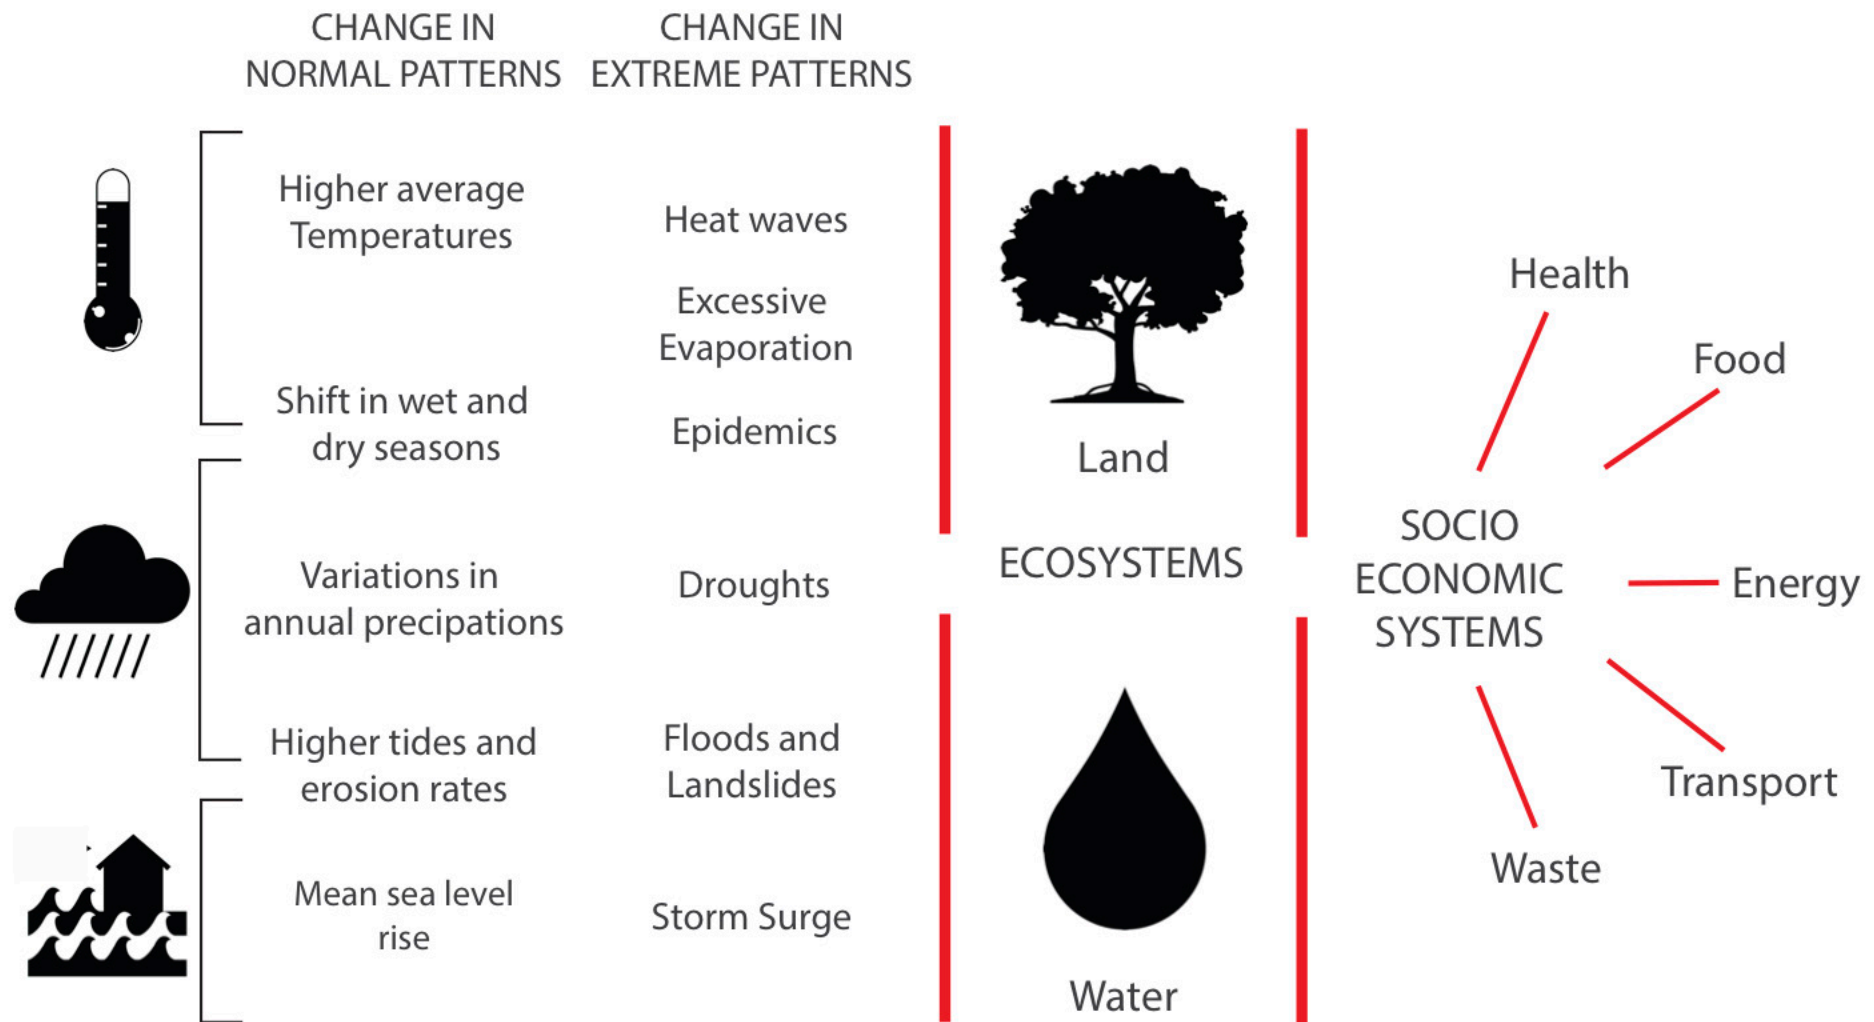 CHANGE IN
NORMAL PATTERNS
CHANGE IN
EXTREME PATTERNS
Higher average
Temperatures
Shift in wet and
dry seasons
Variations in
annual precipations
Higher tides and
erosion rates
Mean sea level
rise
Heat waves
Excessive
Evaporation
Epidemics
Droughts
Floods and
Landslides
Storm Surge
Land
ECOSYSTEMS
Water
SOCIO
ECONOMIC
SYSTEMS
Health
Food
Energy
Transport
Waste